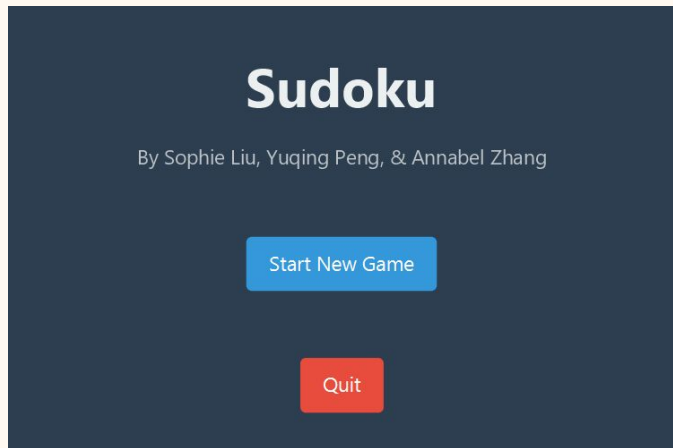 Sudoku
By Sophie Liu, Yuqing Peng, & Annabel Zhang
Start New Game
Quit